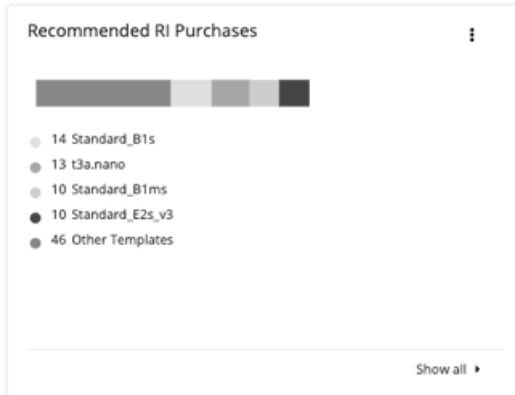 Recommended RI Purchases
14 Standard_B1s
13 t3a.nano
10 Standard_B1ms
10 Standard_E2s_v3
46 Other Templates
Show all